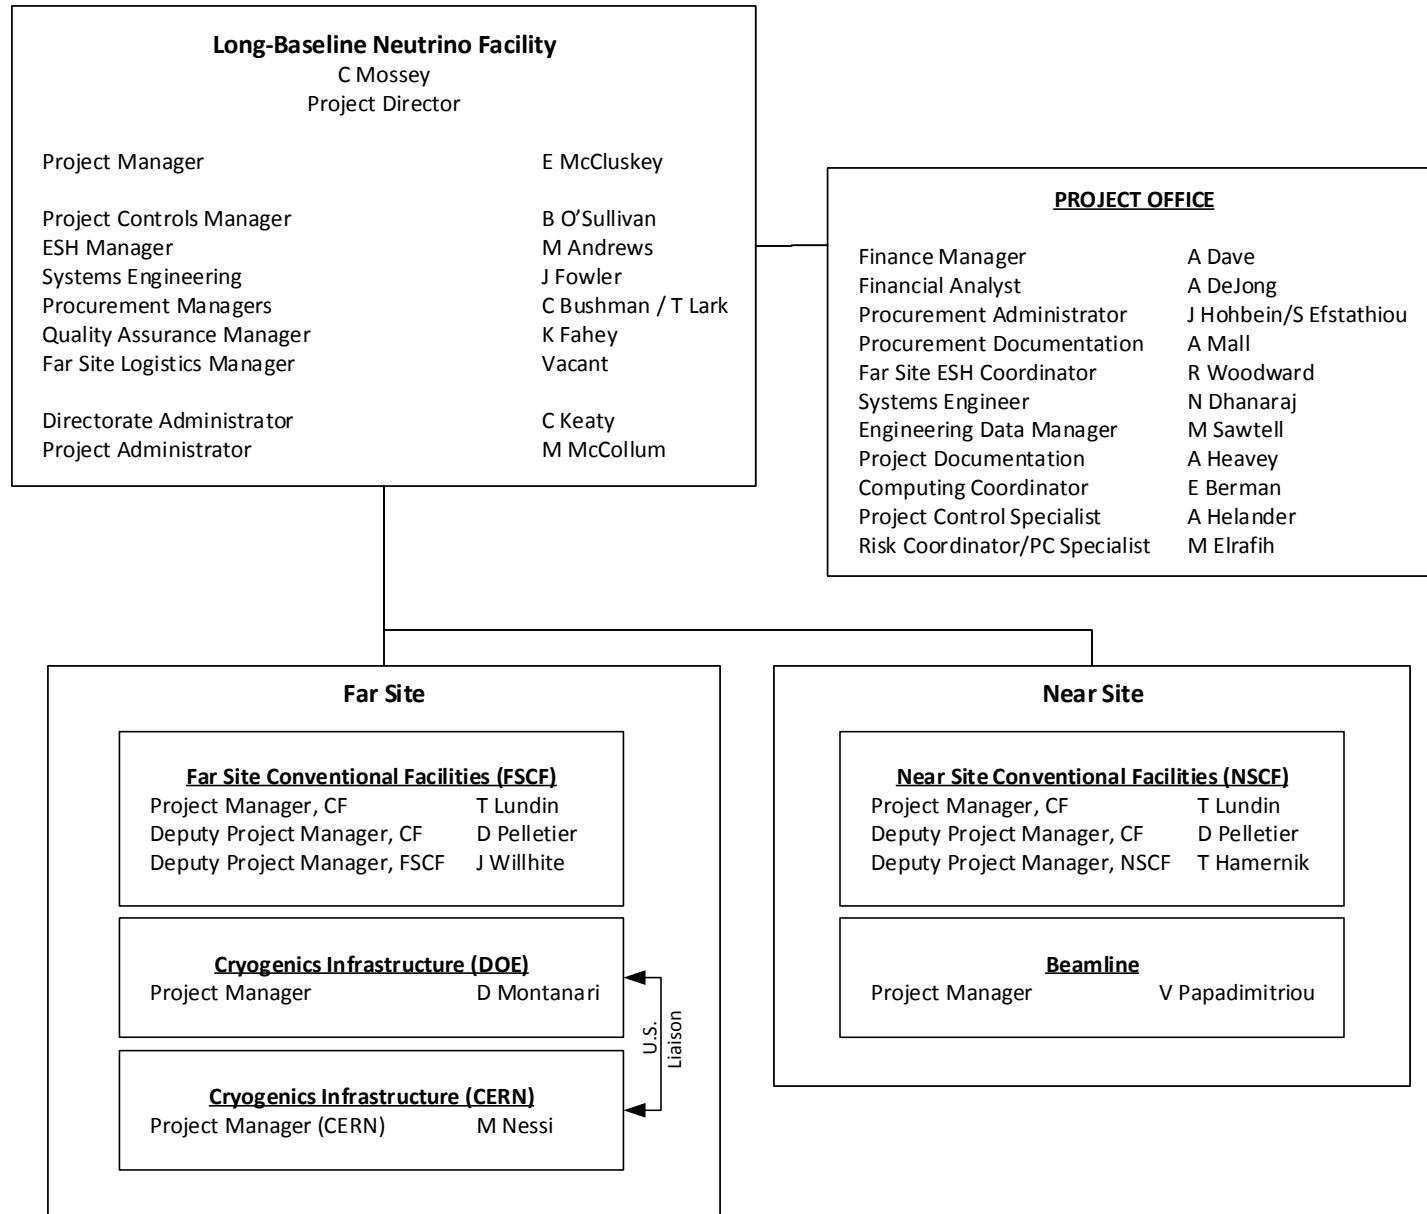 Long-Baseline Neutrino Facility
C Mossey
Project Director
Project Manager E McCluskey
Project Controls Manager B O’Sullivan
ESH Manager M Andrews
Systems Engineering J Fowler
Procurement Managers C Bushman / T Lark
Quality Assurance Manager K Fahey
Far Site Logistics Manager Vacant
Directorate Administrator C Keaty
Project Administrator M McCollum
PROJECT OFFICE
Finance Manager A Dave
Financial Analyst A DeJong
Procurement Administrator J Hohbein/S Efstathiou
Procurement Documentation A Mall
Far Site ESH Coordinator R Woodward
Systems Engineer N Dhanaraj
Engineering Data Manager M Sawtell
Project Documentation A Heavey
Computing Coordinator E Berman
Project Control Specialist A Helander
Risk Coordinator/PC Specialist M Elrafih
Far Site
Far Site Conventional Facilities (FSCF)
Project Manager, CF T Lundin
Deputy Project Manager, CF D Pelletier
Deputy Project Manager, FSCF J Willhite
Cryogenics Infrastructure (DOE)
Project Manager D Montanari
U.S.
Liaison
Cryogenics Infrastructure (CERN)
Project Manager (CERN) M Nessi
Near Site
Near Site Conventional Facilities (NSCF)
Project Manager, CF T Lundin
Deputy Project Manager, CF D Pelletier
Deputy Project Manager, NSCF T Hamernik
Beamline
Project Manager V Papadimitriou